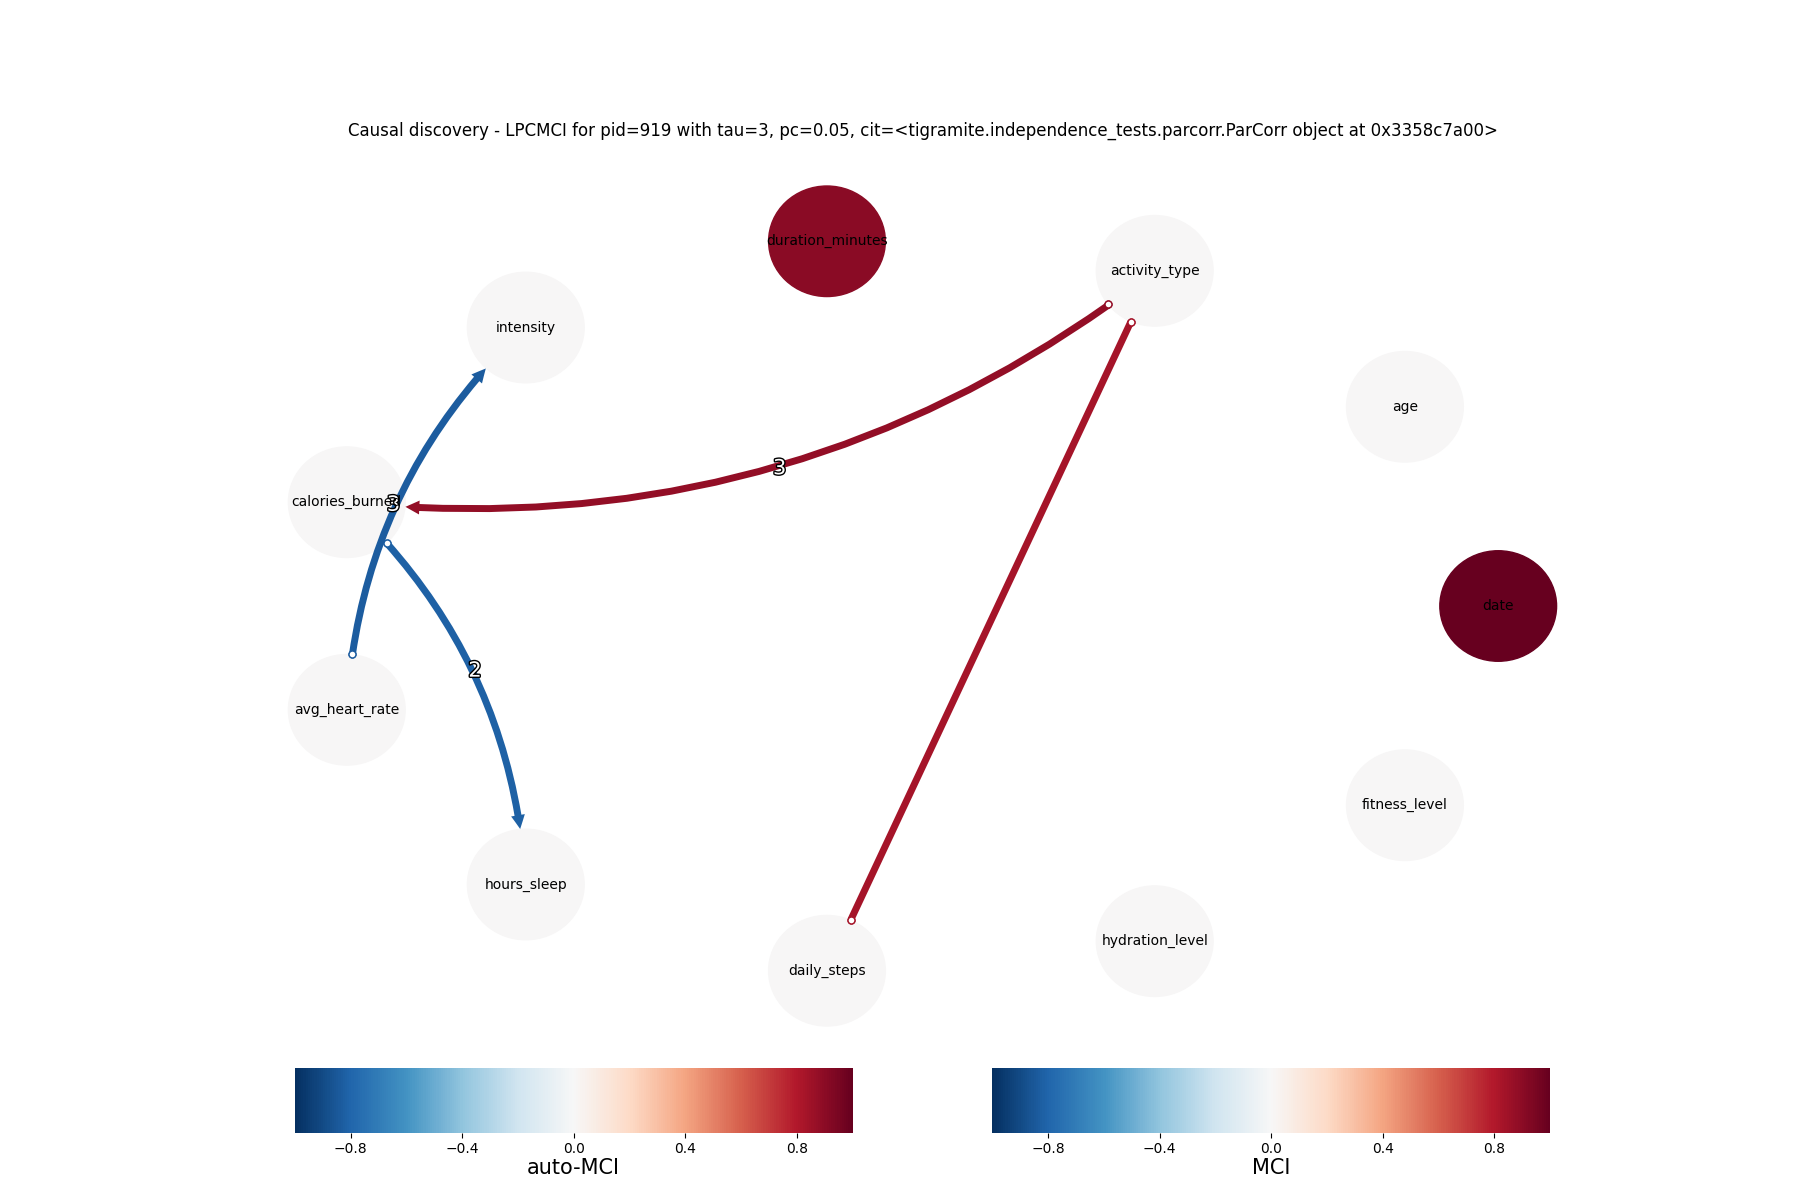 Causal discovery - LPCMCI for pid=919 with tau=3, pc=0.05, cit=<tigramite.independence_tests.parcorr.ParCorr object at 0x3358c7a00>
duration_minutes
activity_type
intensity
age
3
calories_burned
3
date
2
avg_heart_rate
fitness_level
hours_sleep
hydration_level
daily_steps
−0.8 −0.4 0.0 0.4 0.8
auto-MCI
−0.8 −0.4 0.0 0.4 0.8
MCI